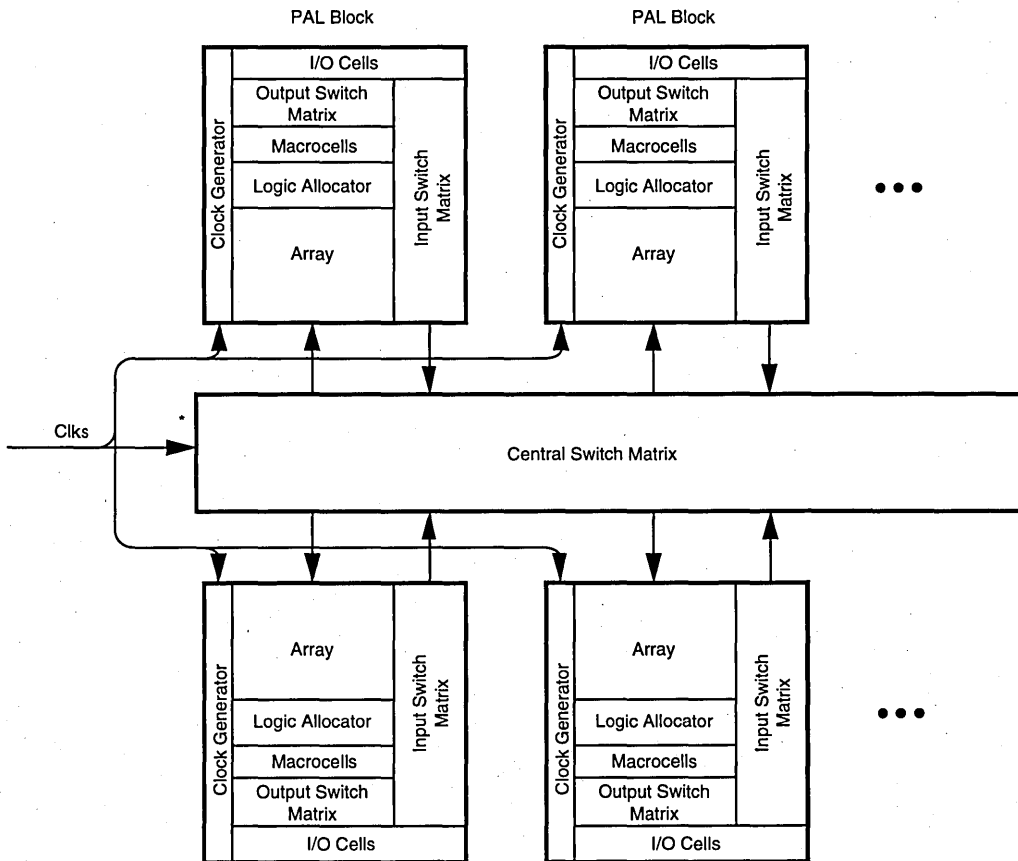 PAL Block
PAL Block
I/O Cells
Output Switch
Matrix
Macrocells
Logic Allocator
Array
Clock Generator
Input Switch
Matrix
I/O Cells
Output Switch
Matrix
Macrocells
Logic Allocator
Array
Clock Generator
Input Switch
Matrix
•••
*
Clks
Central Switch Matrix
Clock Generator
Array
Logic Allocator
Macrocells
Output Switch
Matrix
I/O Cells
Input Switch
Matrix
Clock Generator
Array
Logic Allocator
Macrocells
Output Switch
Matrix
I/O Cells
Input Switch
Matrix
•••